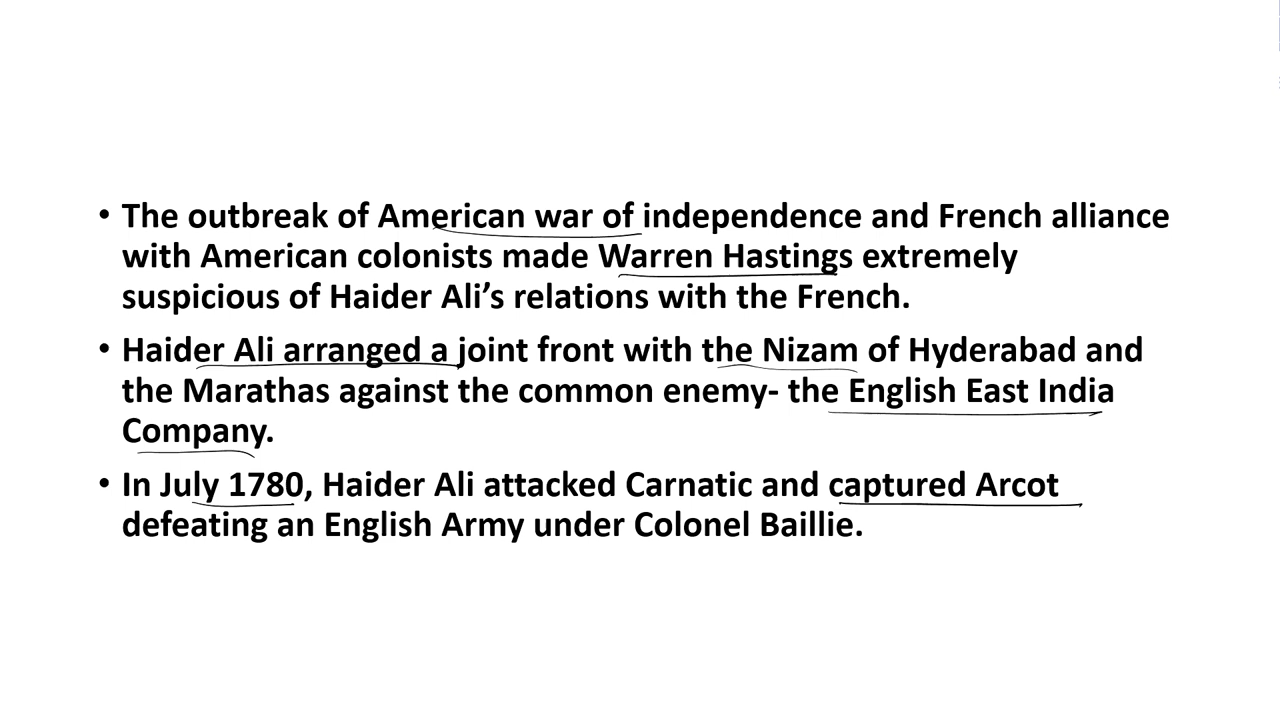 • The outbreak of American war of independence and French alliance
with American colonists made Warren Hastings extremely
suspicious of Haider Ali’s relations with the French.
• Haider Ali arranged a joint front with the Nizam of Hyderabad and
the Marathas against the common enemy- the English East India
Company.
• In July 1780, Haider Ali attacked Carnatic and captured Arcot
defeating an English Army under Colonel Baillie.